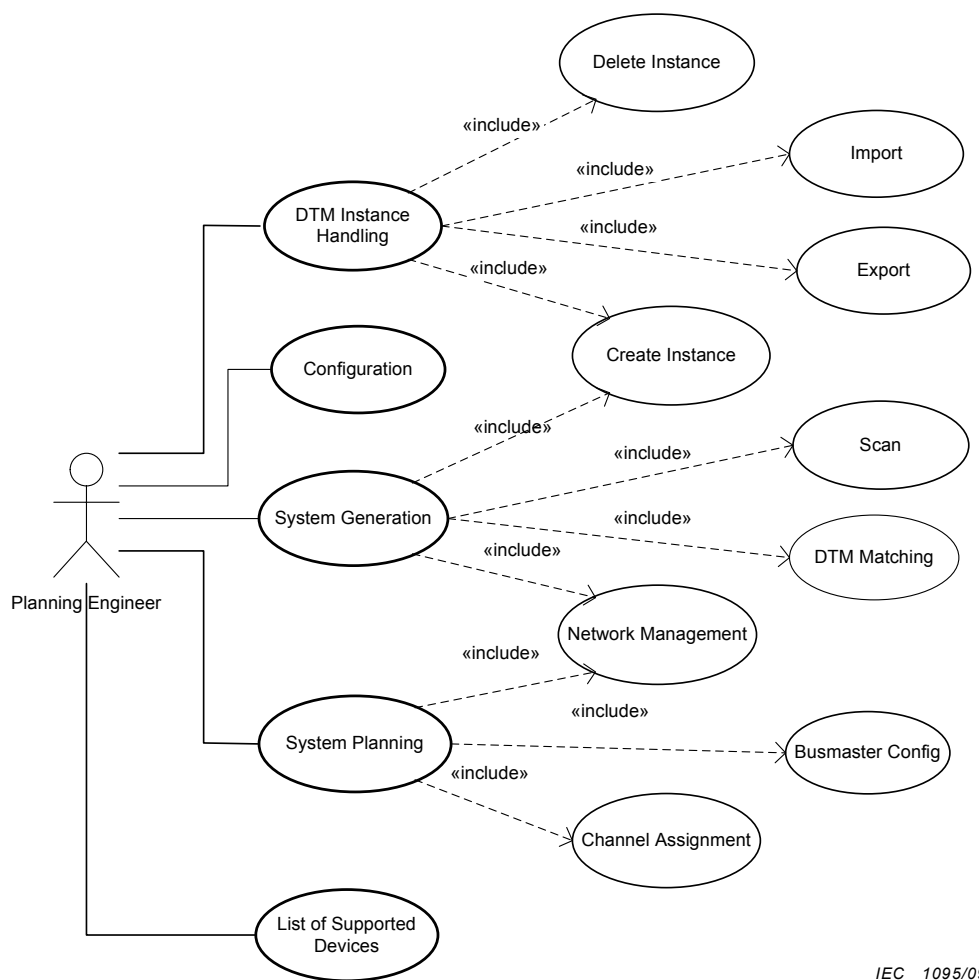 Delete Instance
«include»
Import
«include»
DTM Instance
Handling
«include»
Export
«include»
Create Instance
Configuration
«include»
Scan
«include»
System Generation
«include»
DTM Matching
«include»
Planning Engineer
Network Management
«include»
System Planning
«include»
Busmaster Config
«include»
Channel Assignment
List of Supported
Devices